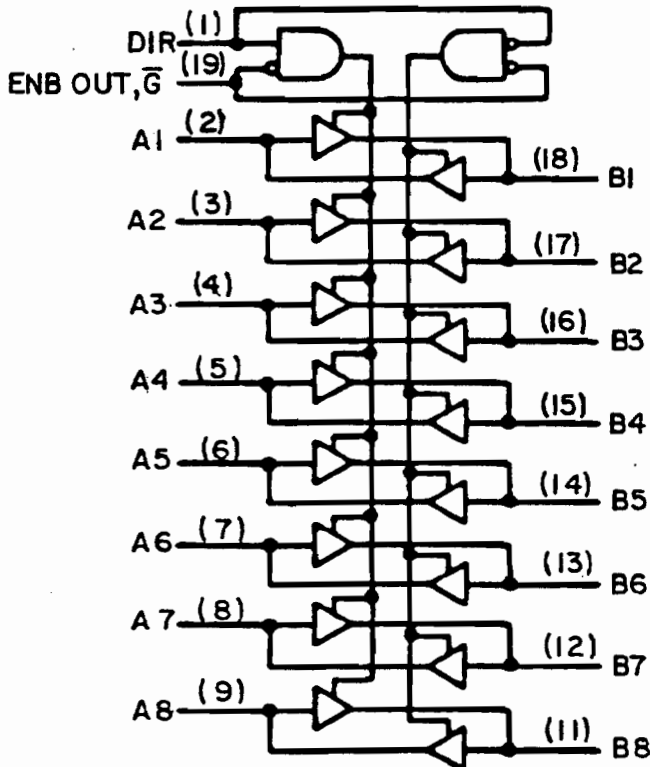 DIR (1)
ENB OUT, G̅ (19)
A1 (2)
(18) B1
A2 (3)
(17) B2
A3 (4)
(16) B3
A4 (5)
(15) B4
A5 (6)
(14) B5
A6 (7)
(13) B6
A7 (8)
(12) B7
A8 (9)
(11) B8